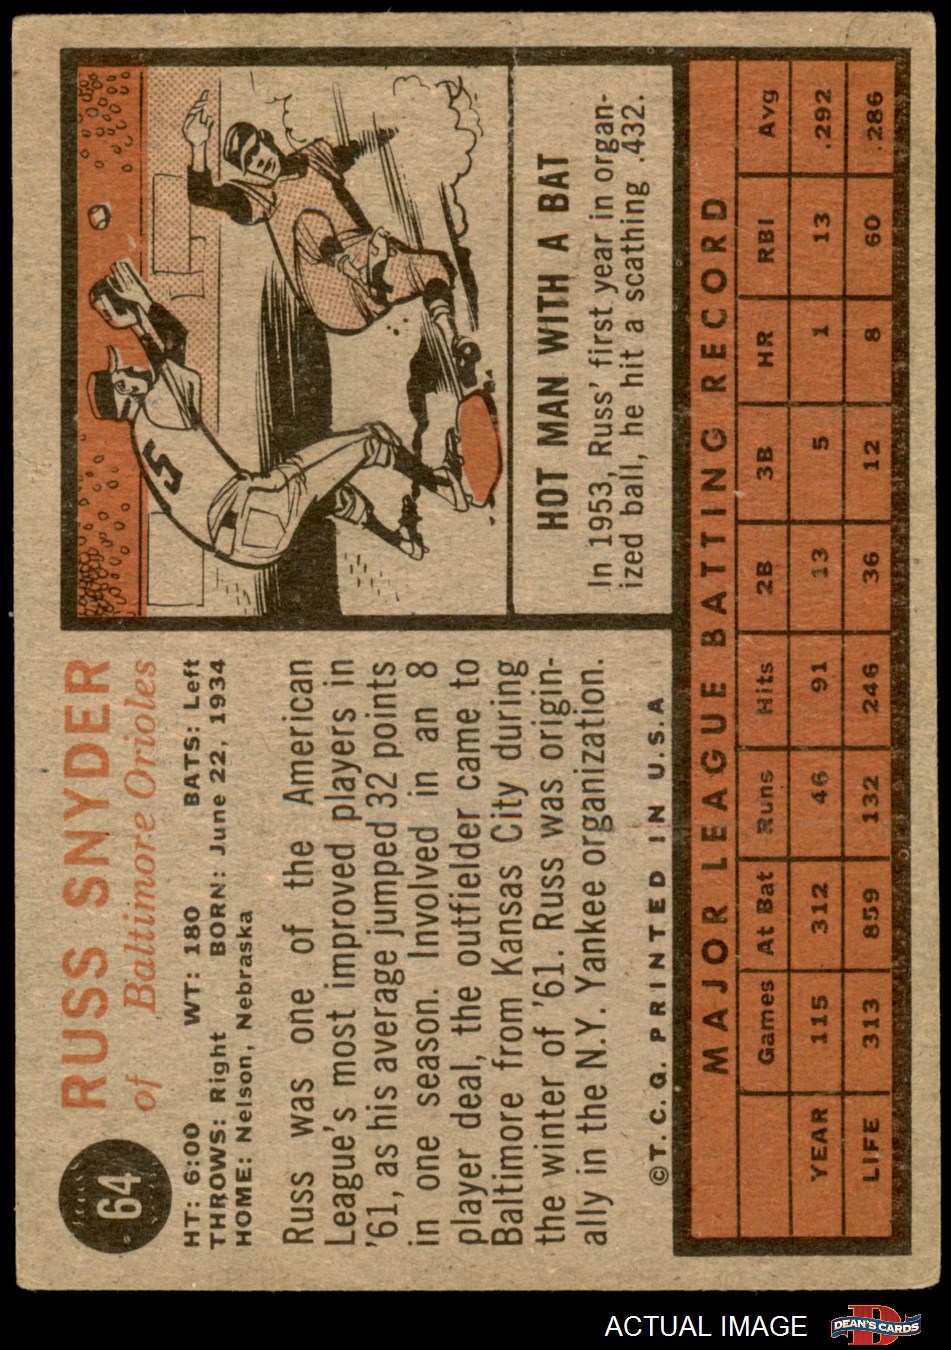 64
RUSS SNYDER
of Baltimore Orioles
HT: 6:00 WT: 180 BATS: Left
THROWS: Right BORN: June 22, 1934
HOME: Nelson, Nebraska
Russ was one of the American
League's most improved players in
'61, as his average jumped 32 points
in one season. Involved in an 8
player deal, the outfielder came to
Baltimore from Kansas City during
the winter of '61. Russ was origin-
ally in the N.Y. Yankee organization.
©T.C.G. PRINTED IN U.S.A
5
HOT MAN WITH A BAT
In 1953, Russ' first year in organ-
ized ball, he hit a scathing .432.
MAJOR LEAGUE BATTING RECORD
Games At Bat Runs Hits 2B 3B HR RBI Avg
YEAR 115 312 46 91 13 5 1 13 .292
LIFE 313 859 132 246 36 12 8 60 .286
ACTUAL IMAGE
D
DEAN'S CARDS